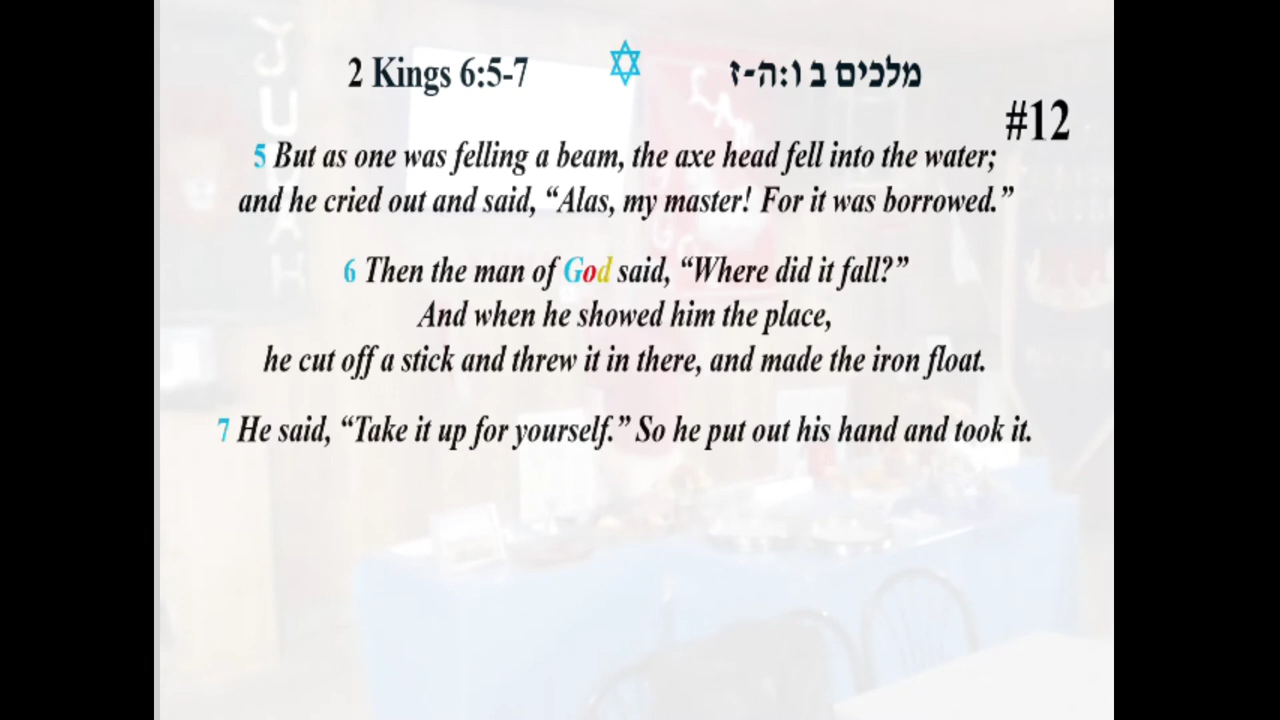 2 Kings 6:5-7 מלכים ב ו:ה-ז
#12
5 But as one was felling a beam, the axe head fell into the water;
and he cried out and said, “Alas, my master! For it was borrowed.”
6 Then the man of God said, “Where did it fall?”
And when he showed him the place,
he cut off a stick and threw it in there, and made the iron float.
7 He said, “Take it up for yourself.” So he put out his hand and took it.
JUDAH